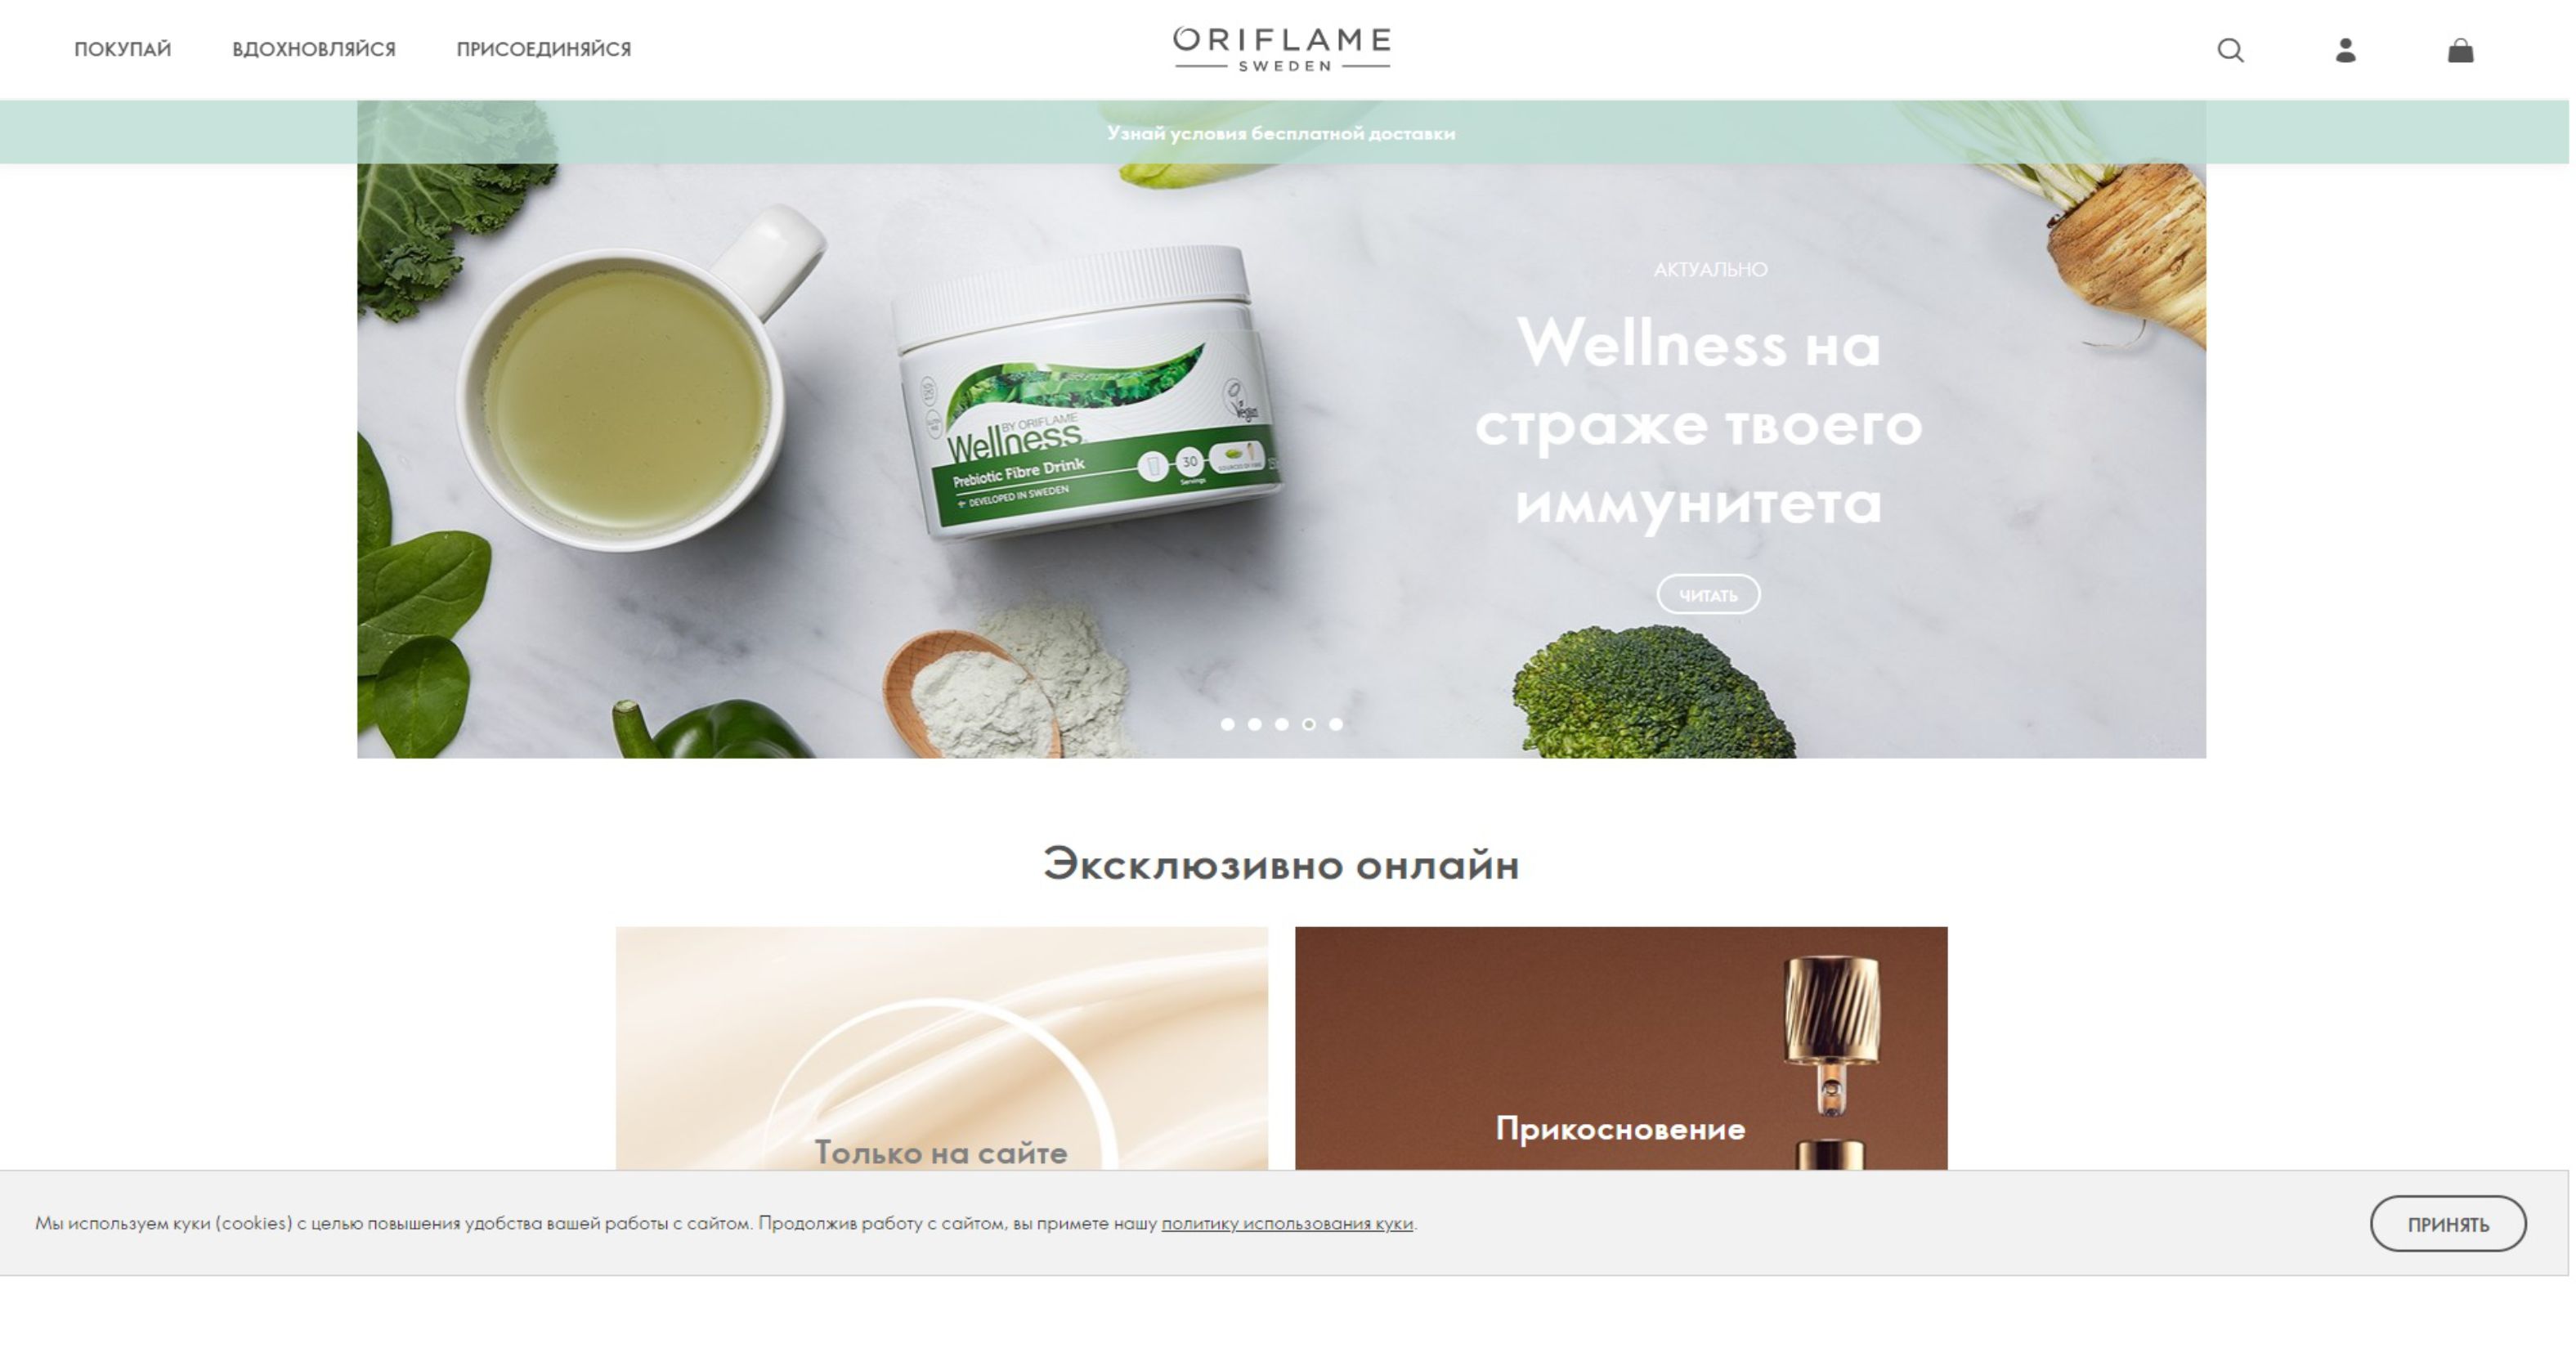 ПОКУПАЙ ВДОХНОВЛЯЙСЯ ПРИСОЕДИНЯЙСЯ
ORIFLAME
SWEDEN
Узнай условия бесплатной доставки
АКТУАЛЬНО
Wellness на
страже твоего
иммунитета
ЧИТАТЬ
BY ORIFLAME
Wellness
Prebiotic Fibre Drink
DEVELOPED IN SWEDEN
30
Servings
Vegan
Эксклюзивно онлайн
Только на сайте
Прикосновение
Мы используем куки (cookies) с целью повышения удобства вашей работы с сайтом. Продолжив работу с сайтом, вы примете нашу политику использования куки.
ПРИНЯТЬ